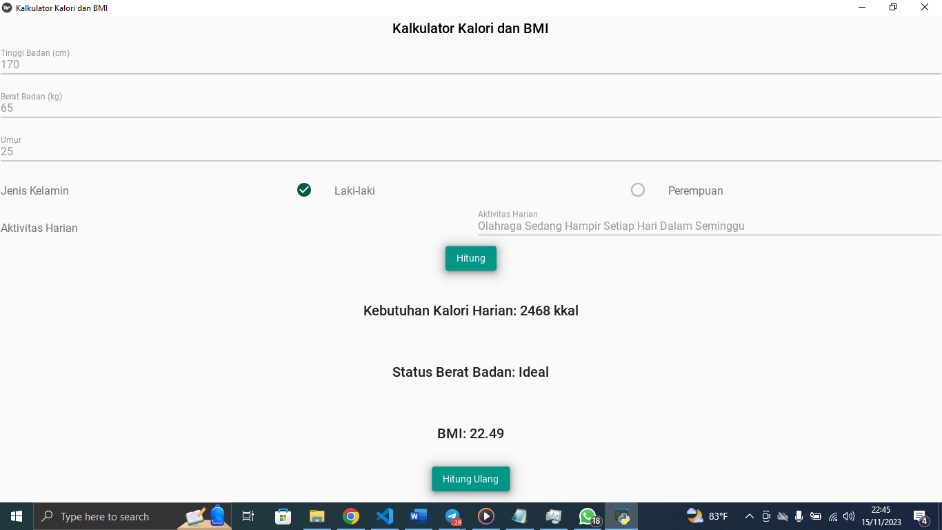 Kalkulator Kalori dan BMI
Kalkulator Kalori dan BMI
Tinggi Badan (cm)
170
Berat Badan (kg)
65
Umur
25
Jenis Kelamin Laki-laki Perempuan
Aktivitas Harian
Aktivitas Harian
Olahraga Sedang Hampir Setiap Hari Dalam Seminggu
Hitung
Kebutuhan Kalori Harian: 2468 kkal
Status Berat Badan: Ideal
BMI: 22.49
Hitung Ulang
Type here to search
28
18
83°F
22:45
15/11/2023
4